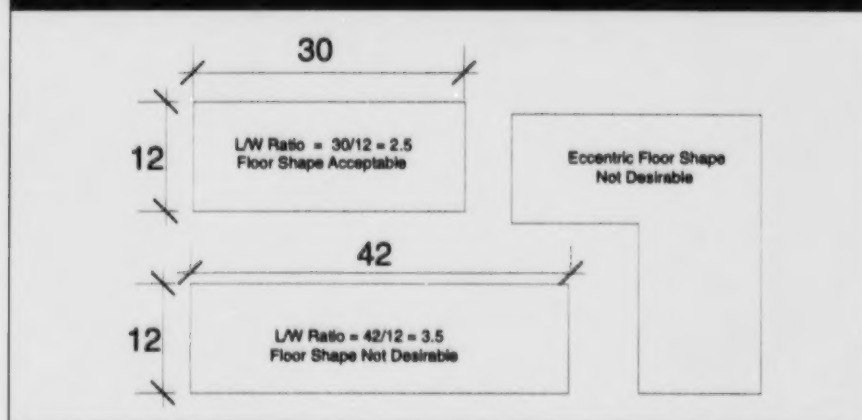 30
12
L/W Ratio = 30/12 = 2.5
Floor Shape Acceptable
Eccentric Floor Shape
Not Desirable
42
12
L/W Ratio = 42/12 = 3.5
Floor Shape Not Desirable